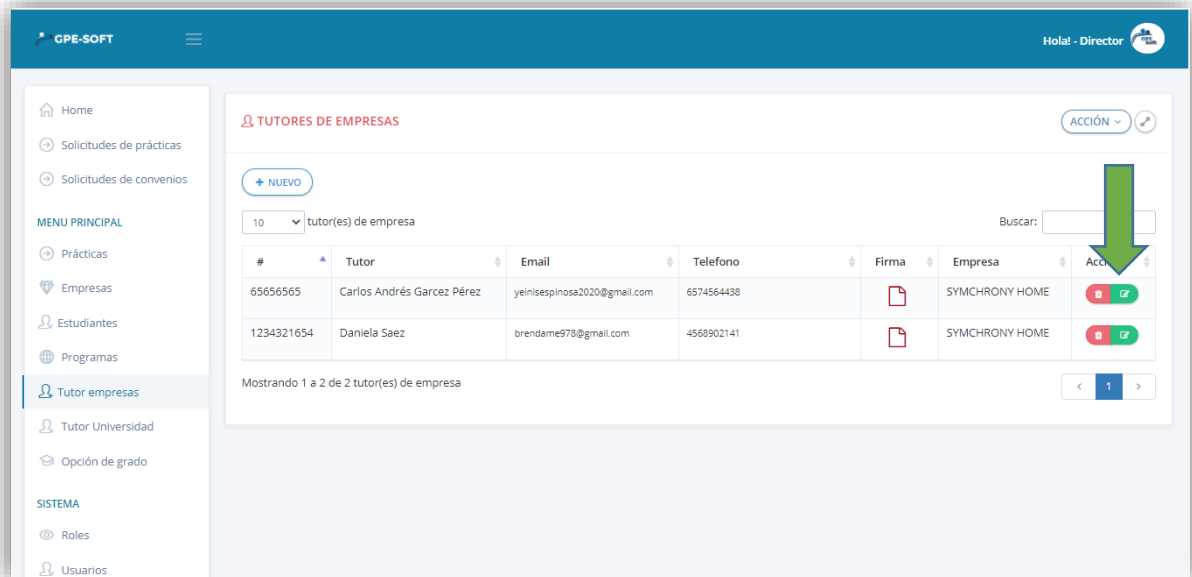 GPE-SOFT
Hola! - Director
Home
Solicitudes de prácticas
Solicitudes de convenios
MENU PRINCIPAL
Prácticas
Empresas
Estudiantes
Programas
Tutor empresas
Tutor Universidad
Opción de grado
SISTEMA
Roles
Usuarios
TUTORES DE EMPRESAS
ACCIÓN
+ NUEVO
10 tutor(es) de empresa
Buscar:
# Tutor Email Telefono Firma Empresa
65656565 Carlos Andrés Garcez Pérez yeinisespinosa2020@gmail.com 6574564438 SYMCHRONY HOME
1234321654 Daniela Saez brendame978@gmail.com 4568902141 SYMCHRONY HOME
Mostrando 1 a 2 de 2 tutor(es) de empresa
< 1 >